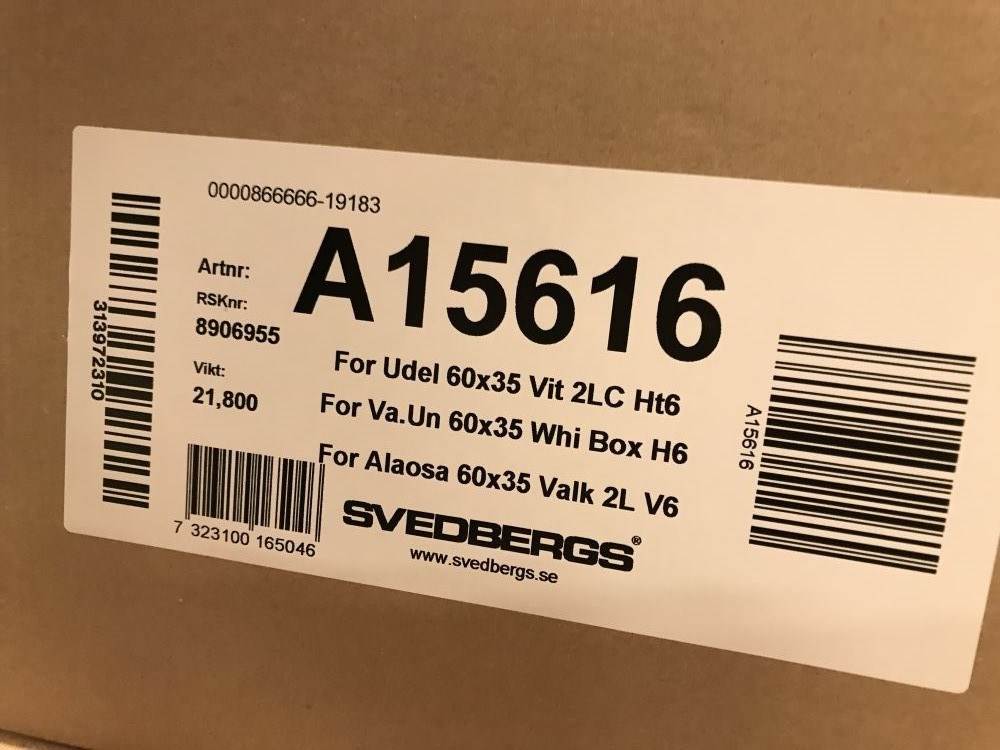 0000866666-19183
Artnr:
A15616
RSKnr:
8906955
Vikt:
21,800
For Udel 60x35 Vit 2LC Ht6
For Va.Un 60x35 Whi Box H6
For Alaosa 60x35 Valk 2L V6
SVEDBERGS®
www.svedbergs.se
313972310
7 323100 165046
A15616